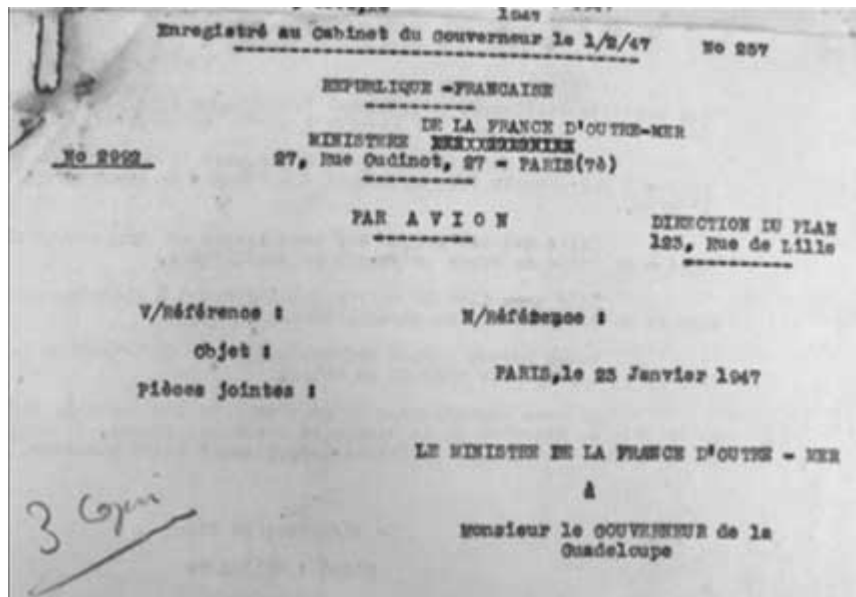 1947
Enregistré au Cabinet du Gouverneur le 1/2/47 No 257
REPUBLIQUE -FRANCAISE
DE LA FRANCE D'OUTRE-MER
MINISTERE
No 2992 27, Rue Oudinot, 27 - PARIS(7è)
PAR AVION DIRECTION DU PLAN
123, Rue de Lille
V/Référence : N/Référence :
Objet :
PARIS,le 23 Janvier 1947
Pièces jointes :
LE MINISTRE DE LA FRANCE D'OUTRE - MER
à
3
Monsieur le GOUVERNEUR de la
Guadeloupe